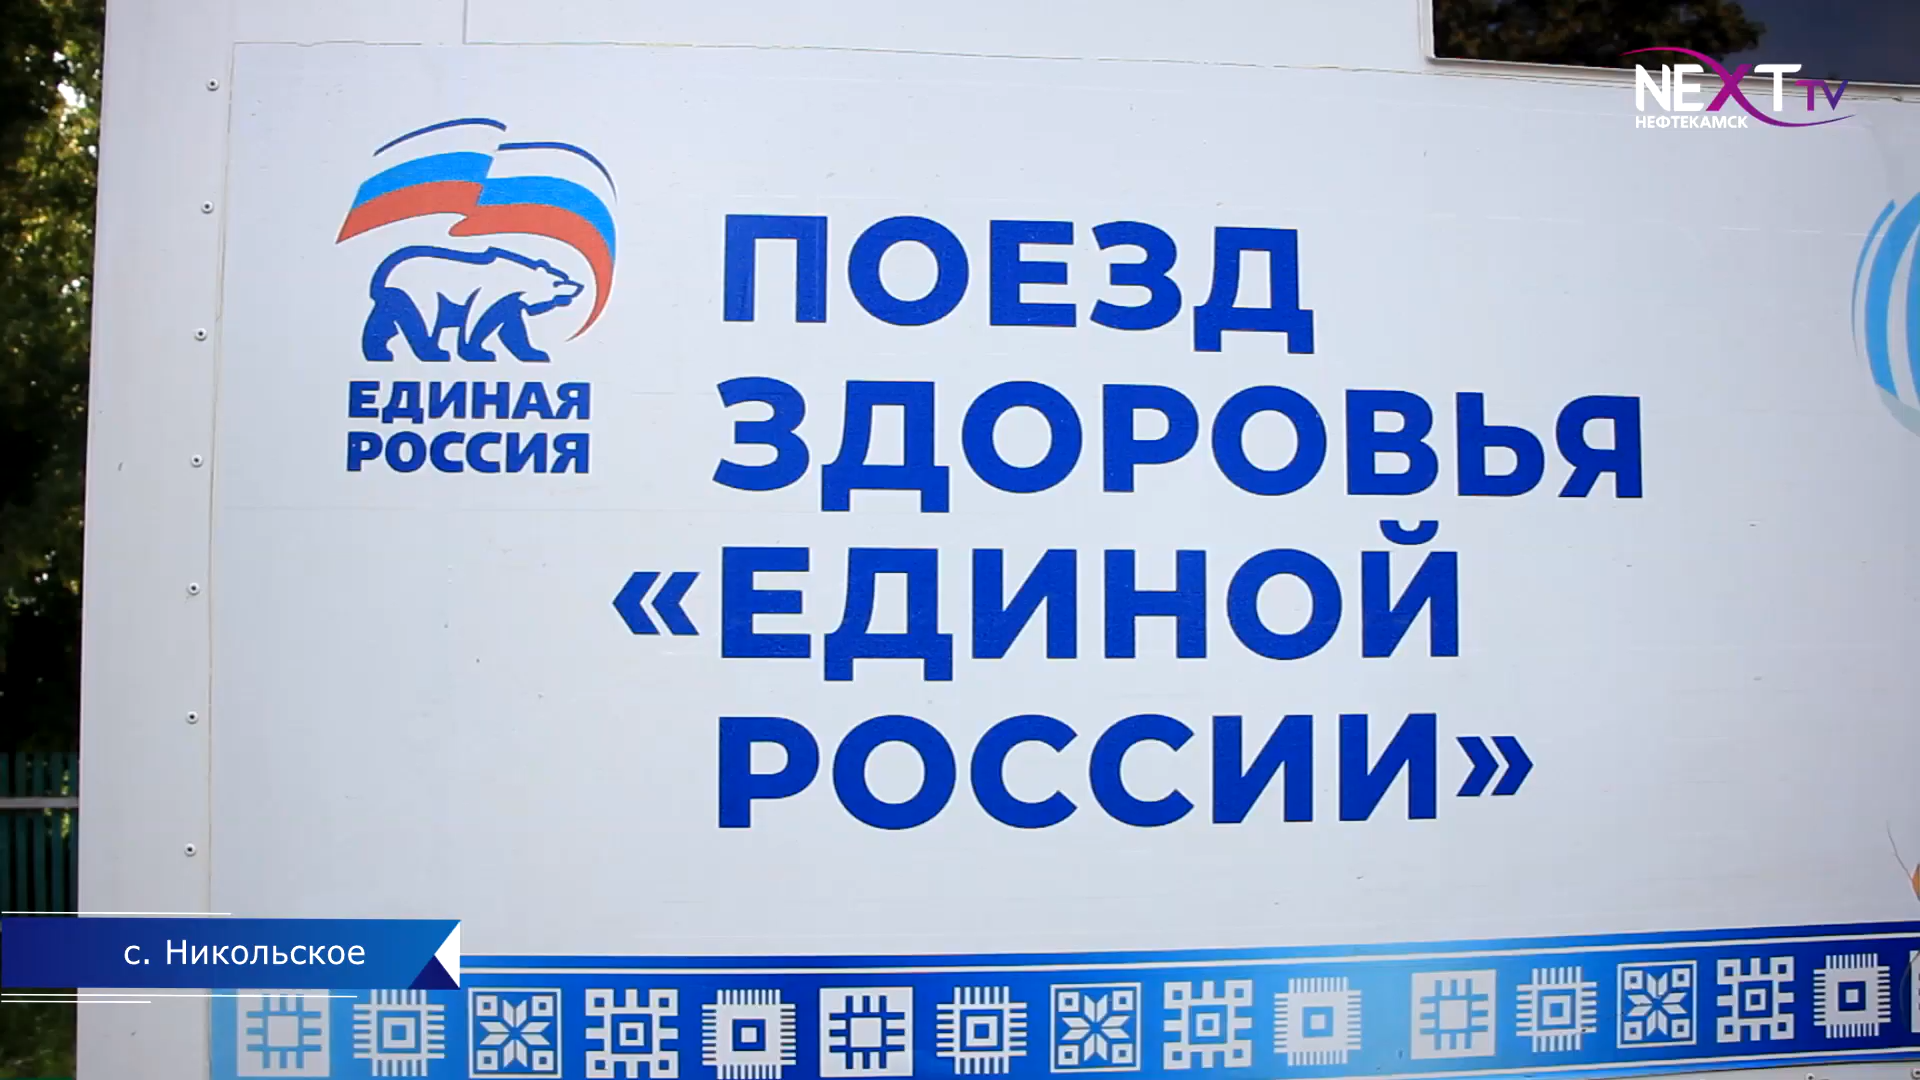 NEXT TV
НЕФТЕКАМСК
ЕДИНАЯ
РОССИЯ
ПОЕЗД
ЗДОРОВЬЯ
«ЕДИНОЙ
РОССИИ»
с. Никольское